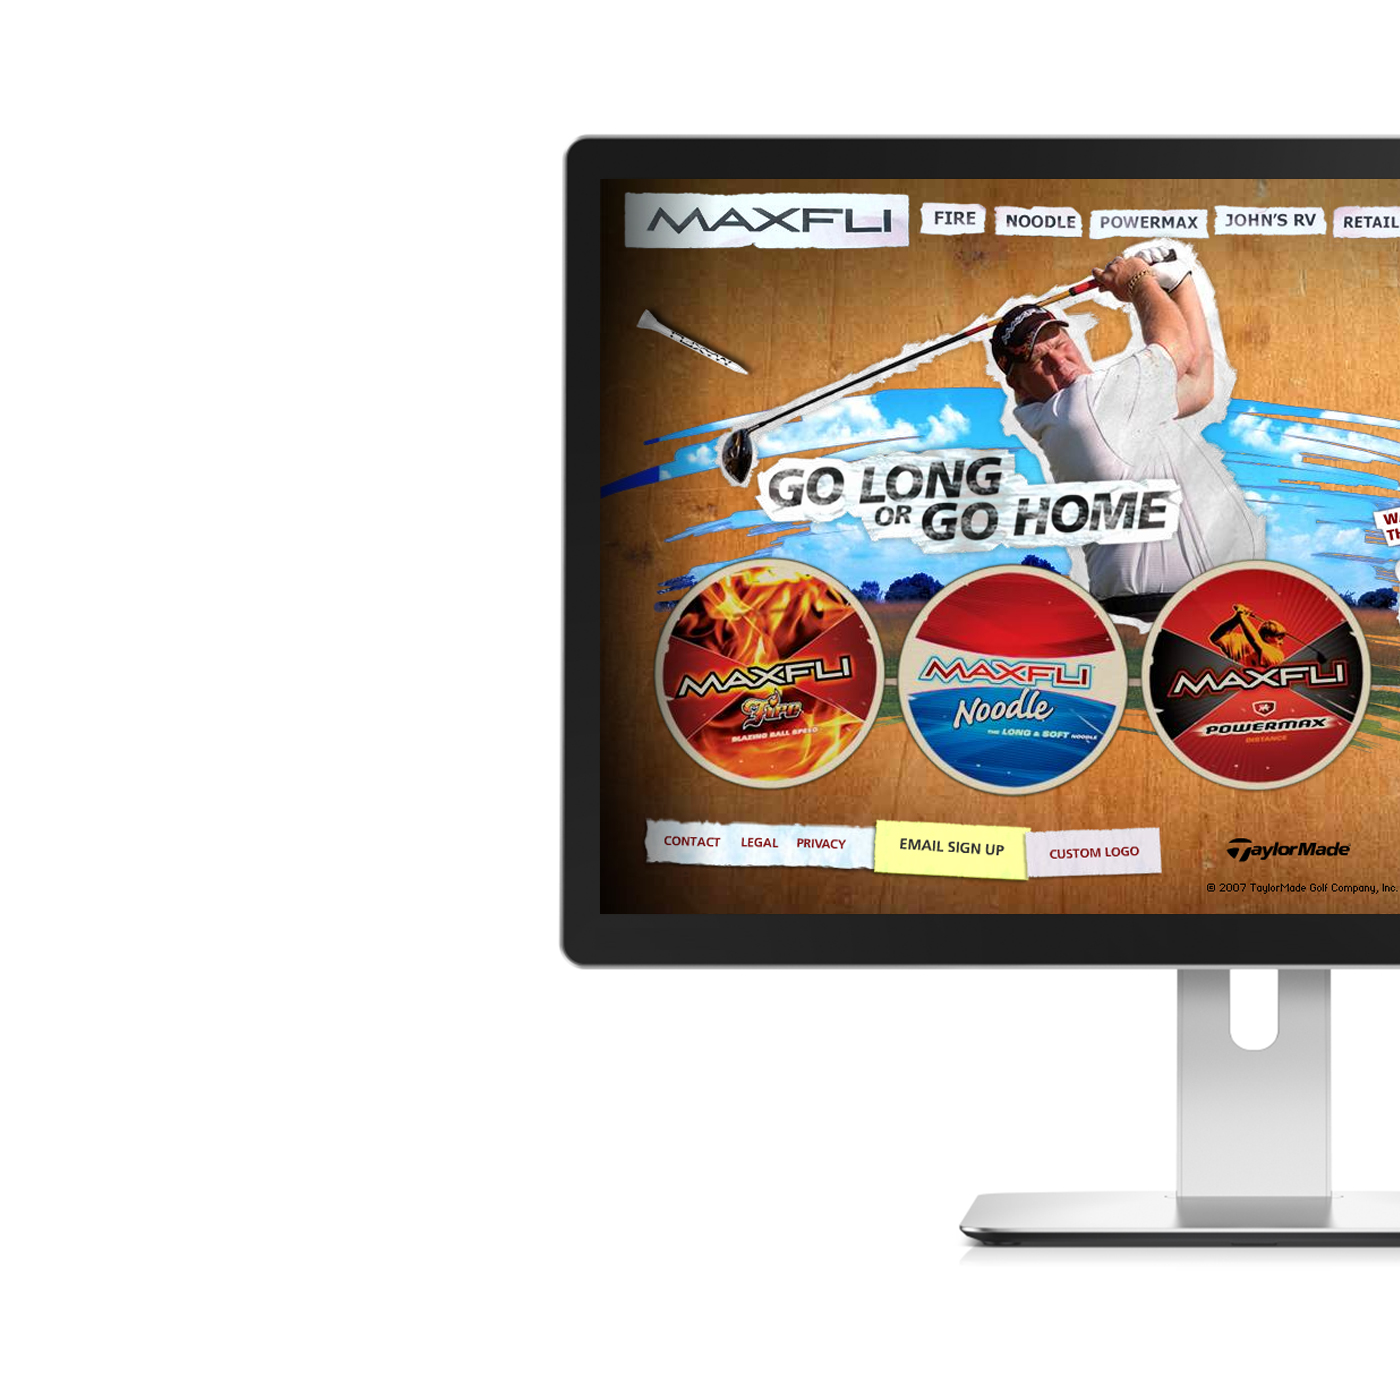 MAXFLI
FIRE
NOODLE
POWERMAX
JOHN'S RV
RETAIL
MAXFLI
GO LONG
OR GO HOME
MAXFLI
Fire
BLAZING BALL SPEED
MAXFLI
Noodle
THE LONG & SOFT NOODLE
MAXFLI
POWERMAX
DISTANCE
CONTACT LEGAL PRIVACY
EMAIL SIGN UP
CUSTOM LOGO
TaylorMade
© 2007 TaylorMade Golf Company, Inc.